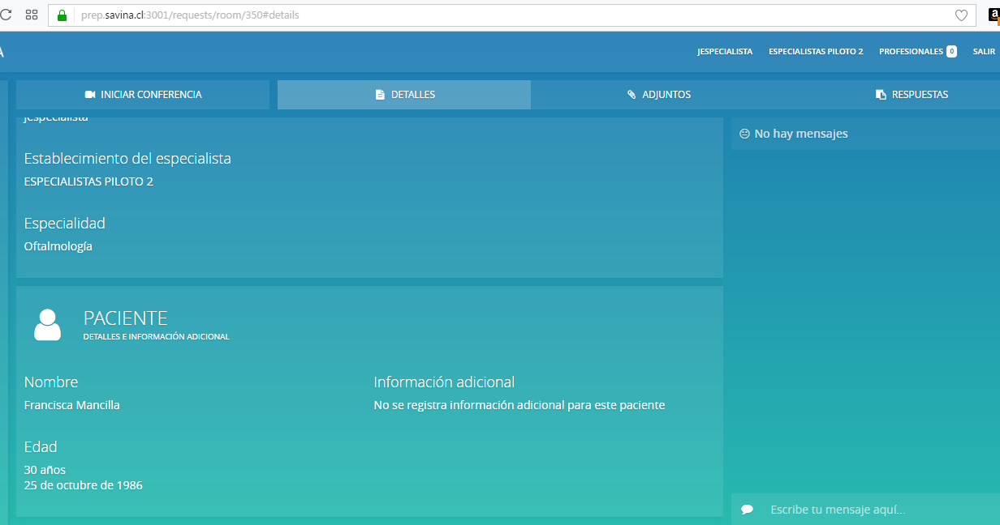 prep.savina.cl:3001/requests/room/350#details
A
JESPECIALISTA ESPECIALISTAS PILOTO 2 PROFESIONALES 0 SALIR
INICIAR CONFERENCIA DETALLES ADJUNTOS RESPUESTAS
jespecialista
No hay mensajes
Establecimiento del especialista
ESPECIALISTAS PILOTO 2
Especialidad
Oftalmología
PACIENTE
DETALLES E INFORMACIÓN ADICIONAL
Nombre
Francisca Mancilla
Información adicional
No se registra información adicional para este paciente
Edad
30 años
25 de octubre de 1986
Escribe tu mensaje aquí...